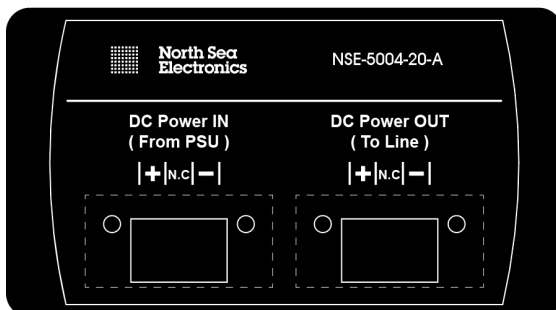 North Sea
Electronics
NSE-5004-20-A
DC Power IN
( From PSU )
|+|N.C|−|
DC Power OUT
( To Line )
|+|N.C|−|